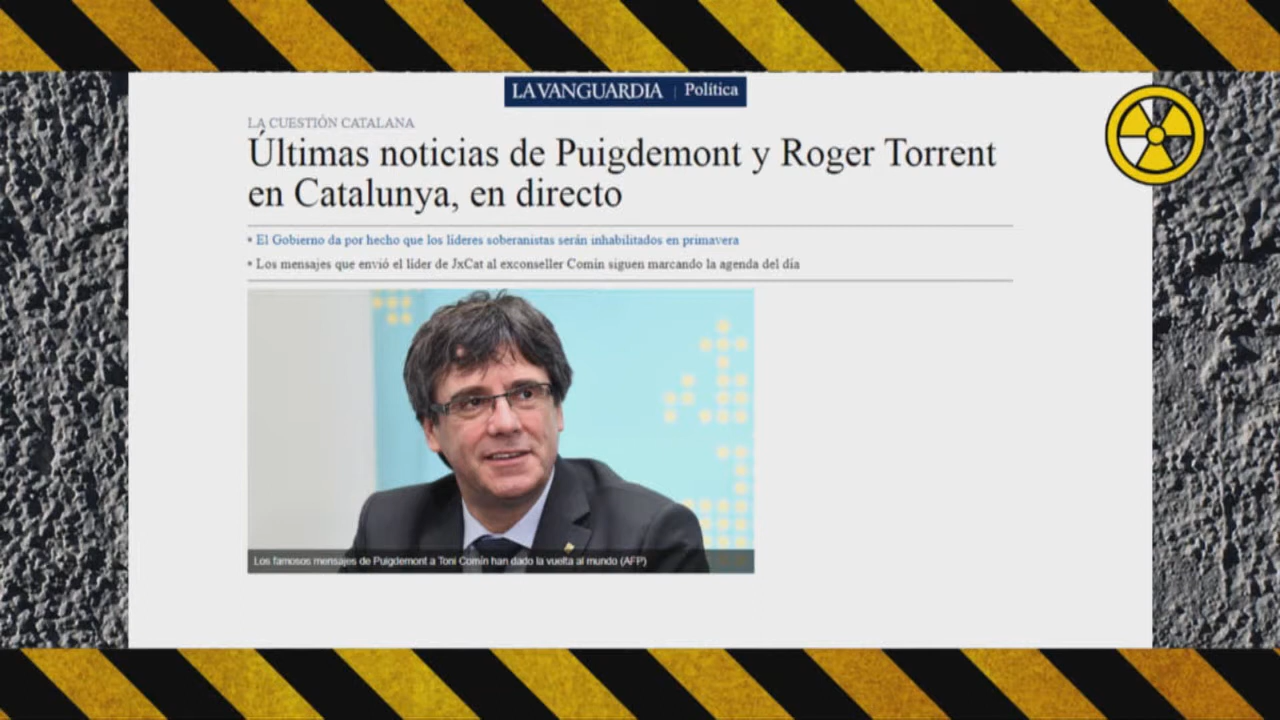 LA VANGUARDIA | Política
LA CUESTIÓN CATALANA
Últimas noticias de Puigdemont y Roger Torrent
en Catalunya, en directo
• El Gobierno da por hecho que los líderes soberanistas serán inhabilitados en primavera
• Los mensajes que envió el líder de JxCat al exconseller Comín siguen marcando la agenda del día
Los famosos mensajes de Puigdemont a Toni Comín han dado la vuelta al mundo (AFP)